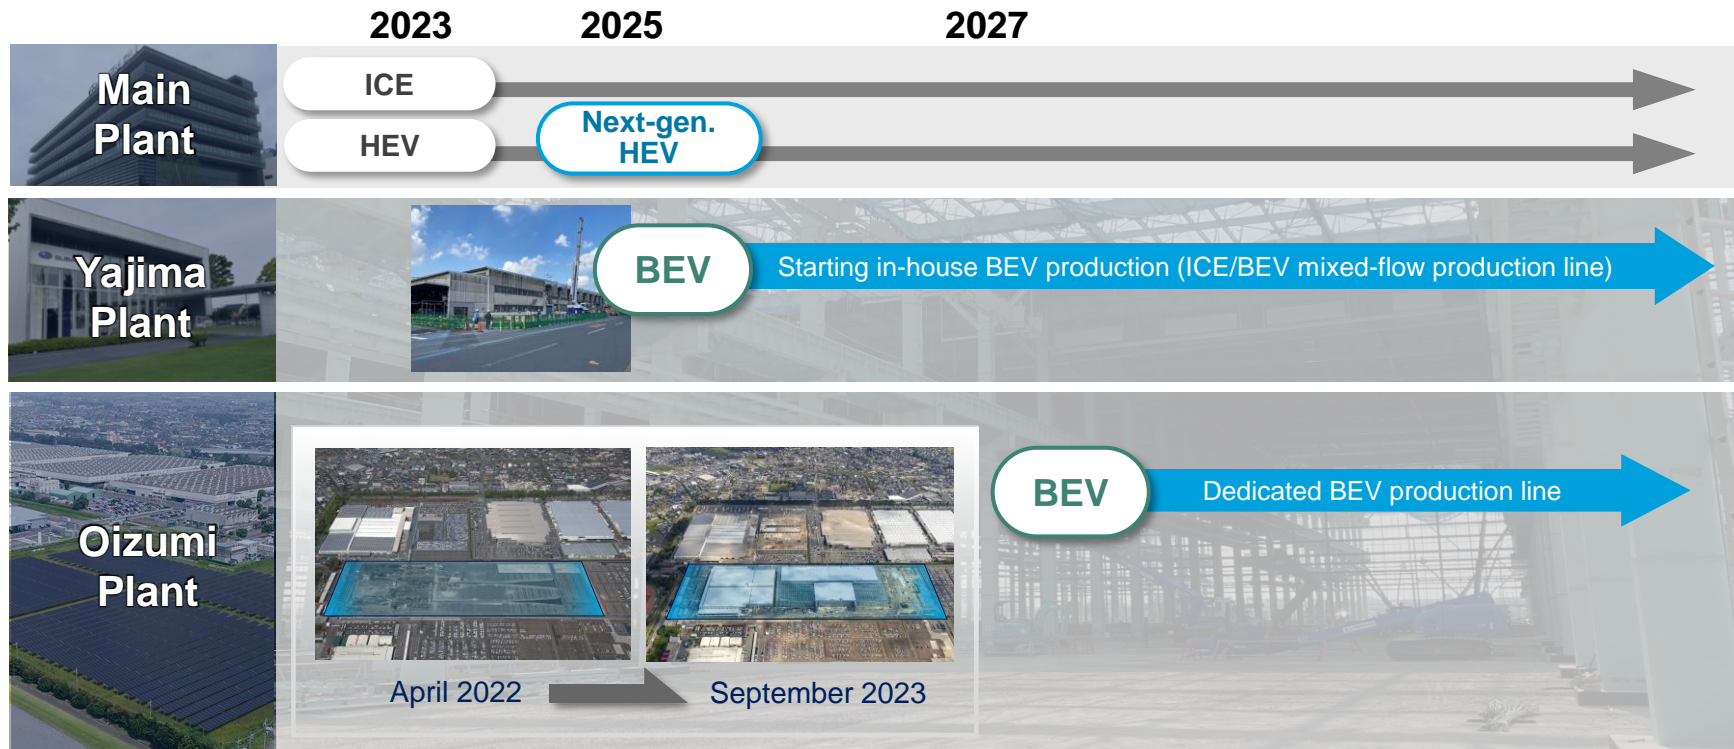 2023 2025 2027
Main
Plant
ICE
HEV
Next-gen.
HEV
Yajima
Plant
BEV
Starting in-house BEV production (ICE/BEV mixed-flow production line)
Oizumi
Plant
April 2022
September 2023
BEV
Dedicated BEV production line